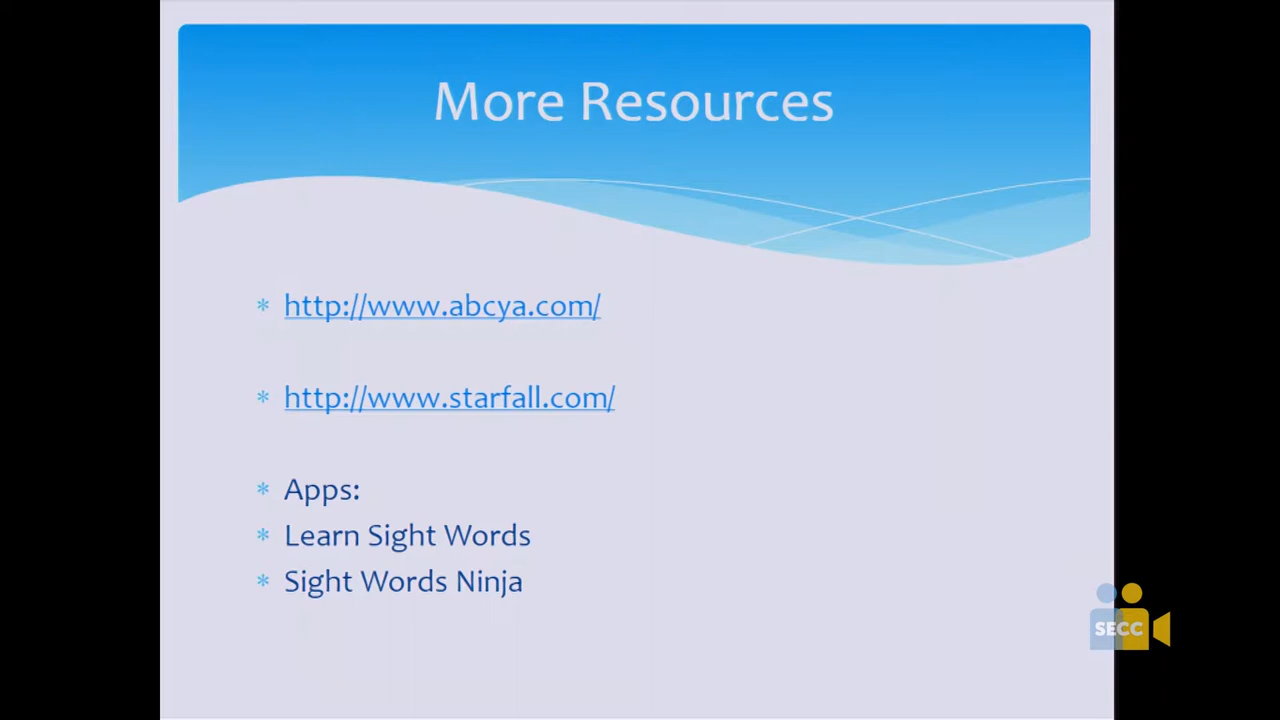 More Resources
* http://www.abcya.com/
* http://www.starfall.com/
* Apps:
* Learn Sight Words
* Sight Words Ninja
SECC